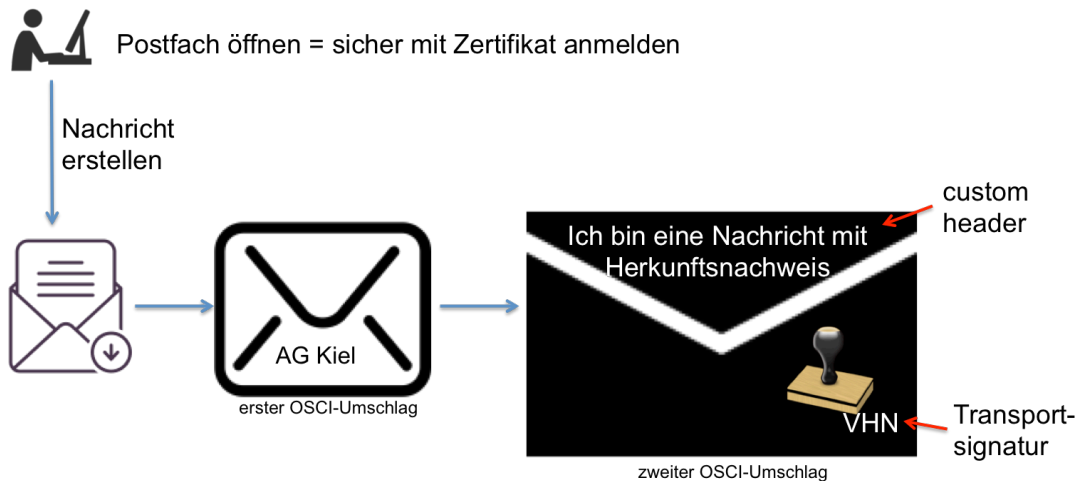 Postfach öffnen = sicher mit Zertifikat anmelden
Nachricht
erstellen
AG Kiel
erster OSCI-Umschlag
Ich bin eine Nachricht mit
Herkunftsnachweis
custom
header
VHN
Transport-
signatur
zweiter OSCI-Umschlag